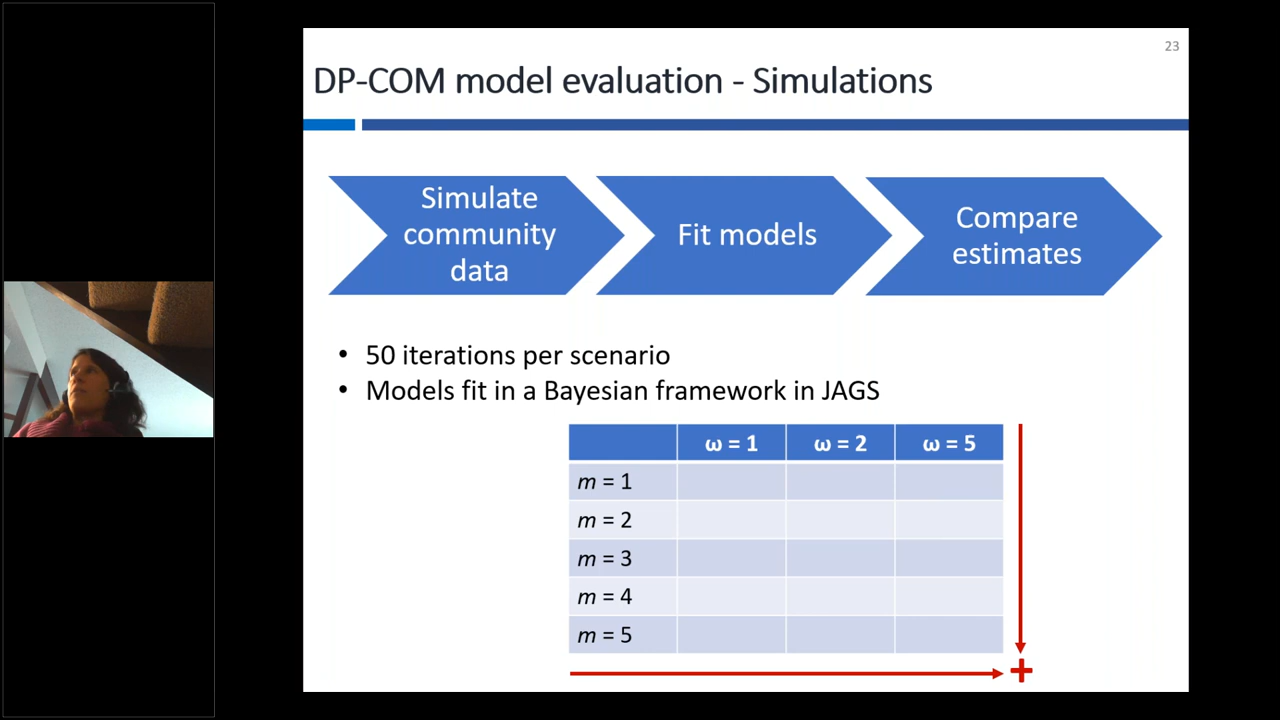 23
DP-COM model evaluation - Simulations
Simulate
community
data
Fit models
Compare
estimates
• 50 iterations per scenario
• Models fit in a Bayesian framework in JAGS
ω = 1 ω = 2 ω = 5
m = 1
m = 2
m = 3
m = 4
m = 5
+